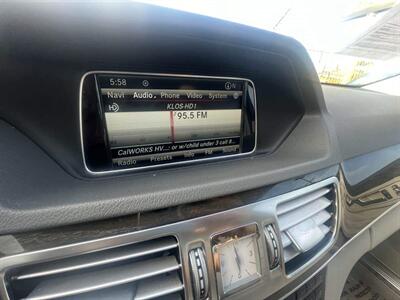 5:58 N
Navi Audio Phone Video System
KLOS-HD1
95.5 FM
CalWORKS HV...: or w/child under 3 call 8
Radio Presets Info FM Sound